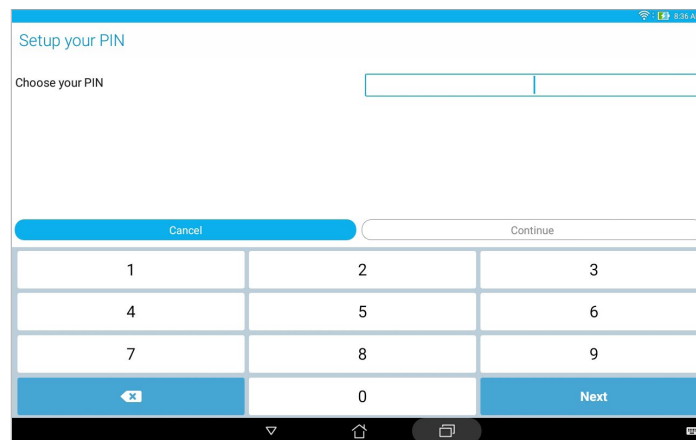 8:36 A
Setup your PIN
Choose your PIN
Cancel Continue
1 2 3
4 5 6
7 8 9
0 Next